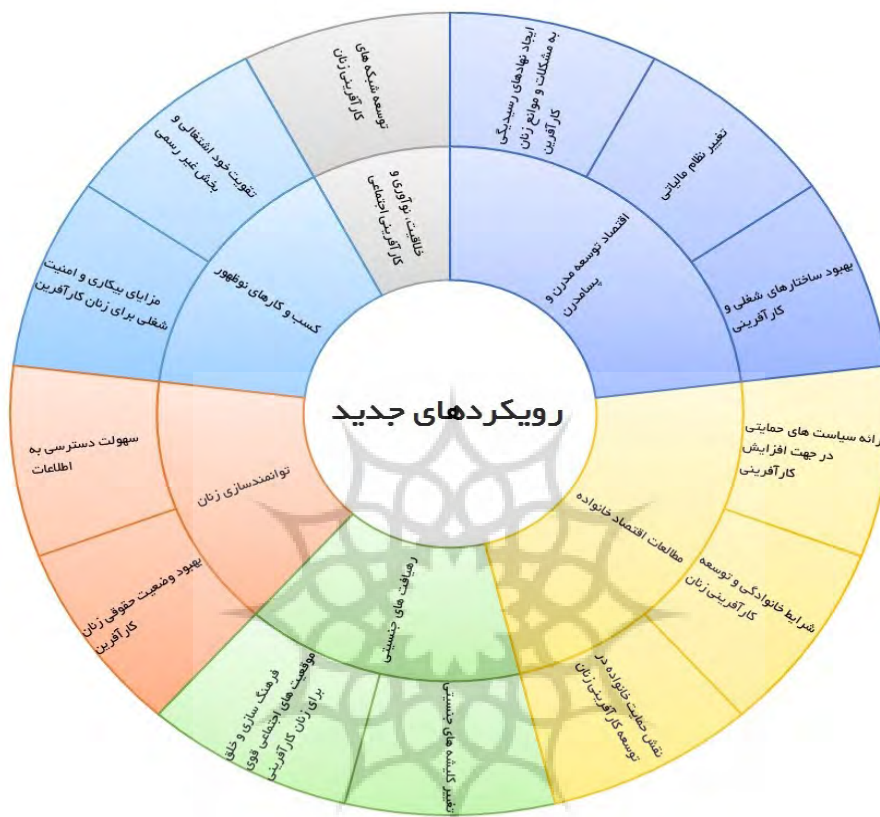 رویکردهای جدید
اقتصاد توسعه مدرن و
پسامدرن
ایجاد نهادهای رسیدیگی
به مشکلات و موانع زنان
کارآفرین
تغییر نظام مالیاتی
بهبود ساختارهای شغلی و
کارآفرینی
مطالعات اقتصاد خانواده
ارائه سیاست های حمایتی
در جهت افزایش
کارآفرینی
شرایط خانوادگی و توسعه
کارآفرینی زنان
نقش حمایت خانواده در
توسعه کارآفرینی زنان
رهیافت های جنسیتی
تغییر کلیشه های جنسیتی
فرهنگ سازی و خلق
موقعیت های اجتماعی قوی
برای زنان کارآفرینی
توانمندسازی زنان
بهبود وضعیت حقوقی زنان
کارآفرین
سهولت دسترسی به
اطلاعات
کسب و کارهای نوظهور
مزایای بیکاری و امنیت
شغلی برای زنان کارآفرین
تقویت خود اشتغالی و
بخش غیر رسمی
خلاقیت، نوآوری و
کارآفرینی اجتماعی
توسعه شبکه های
کارآفرینی زنان